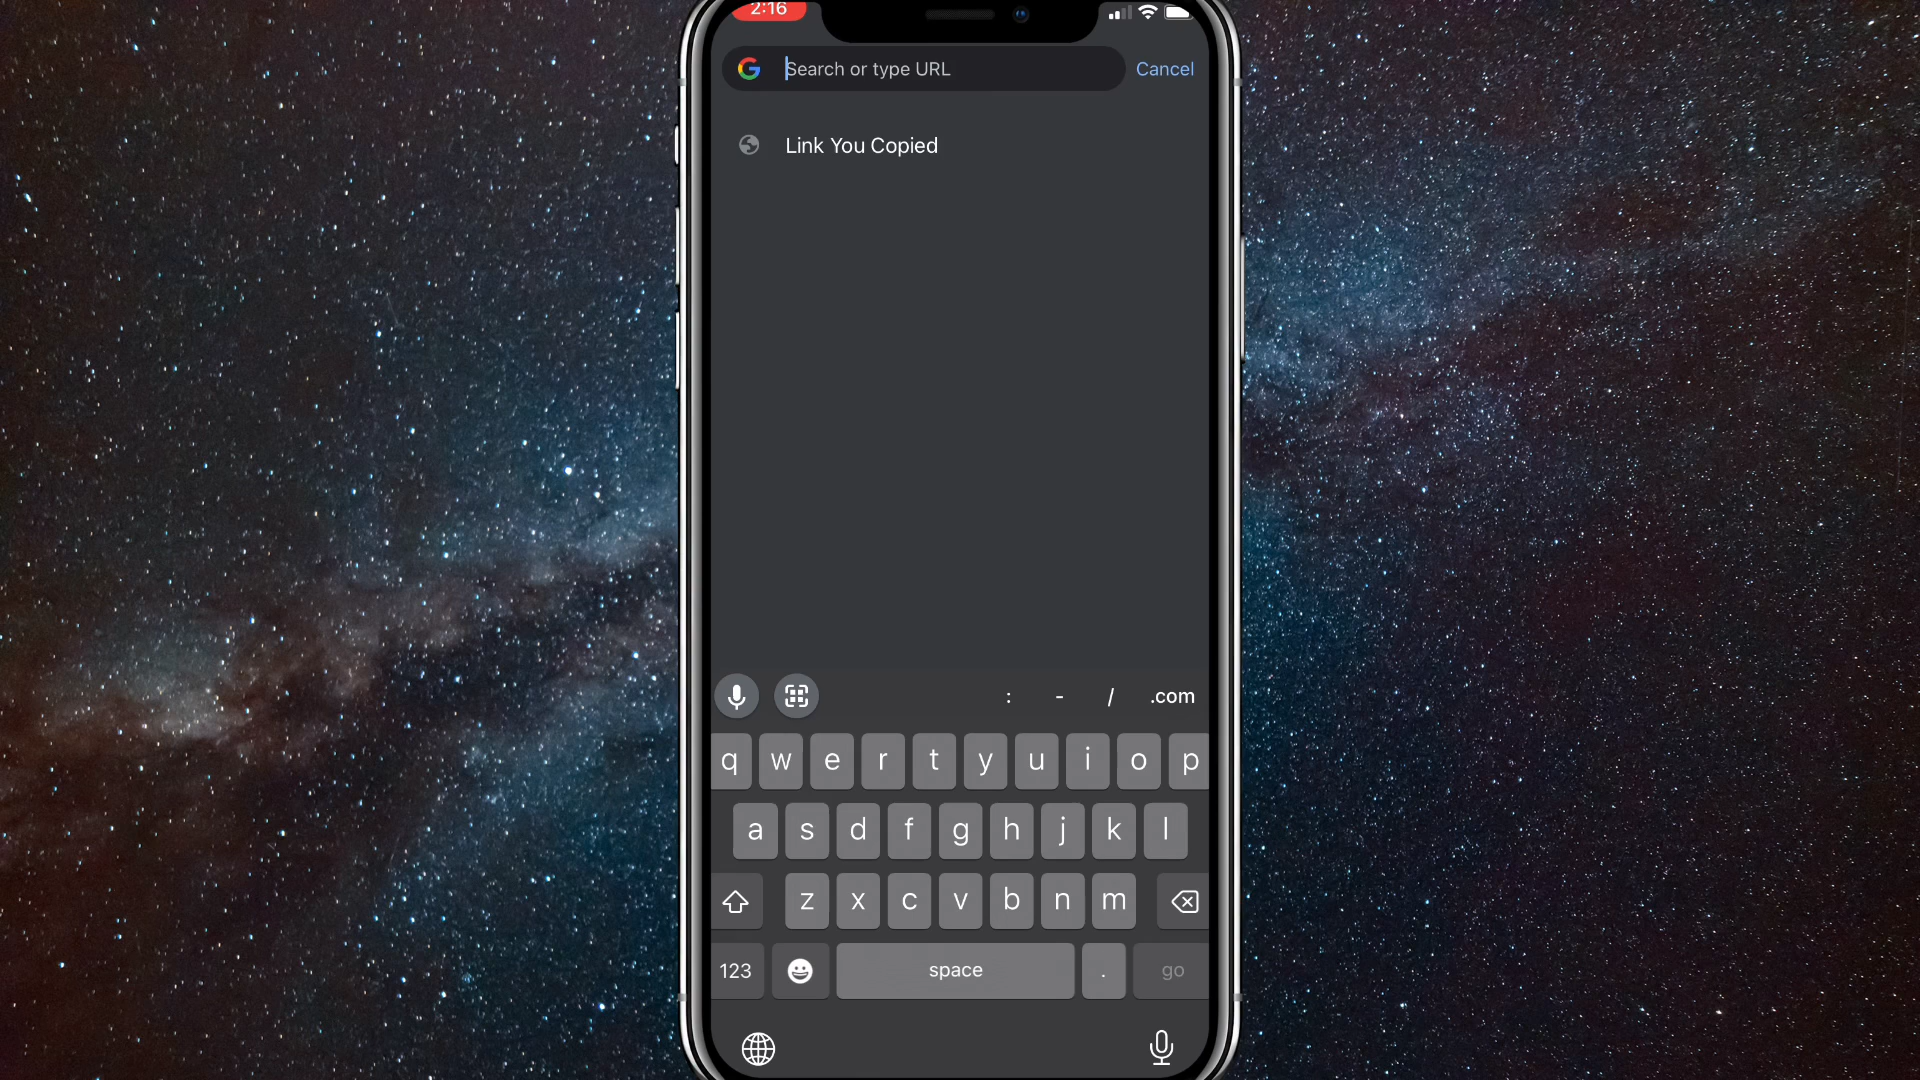 2:16
Search or type URL Cancel
Link You Copied
: - / .com
q w e r t y u i o p
a s d f g h j k l
z x c v b n m
123 space . go